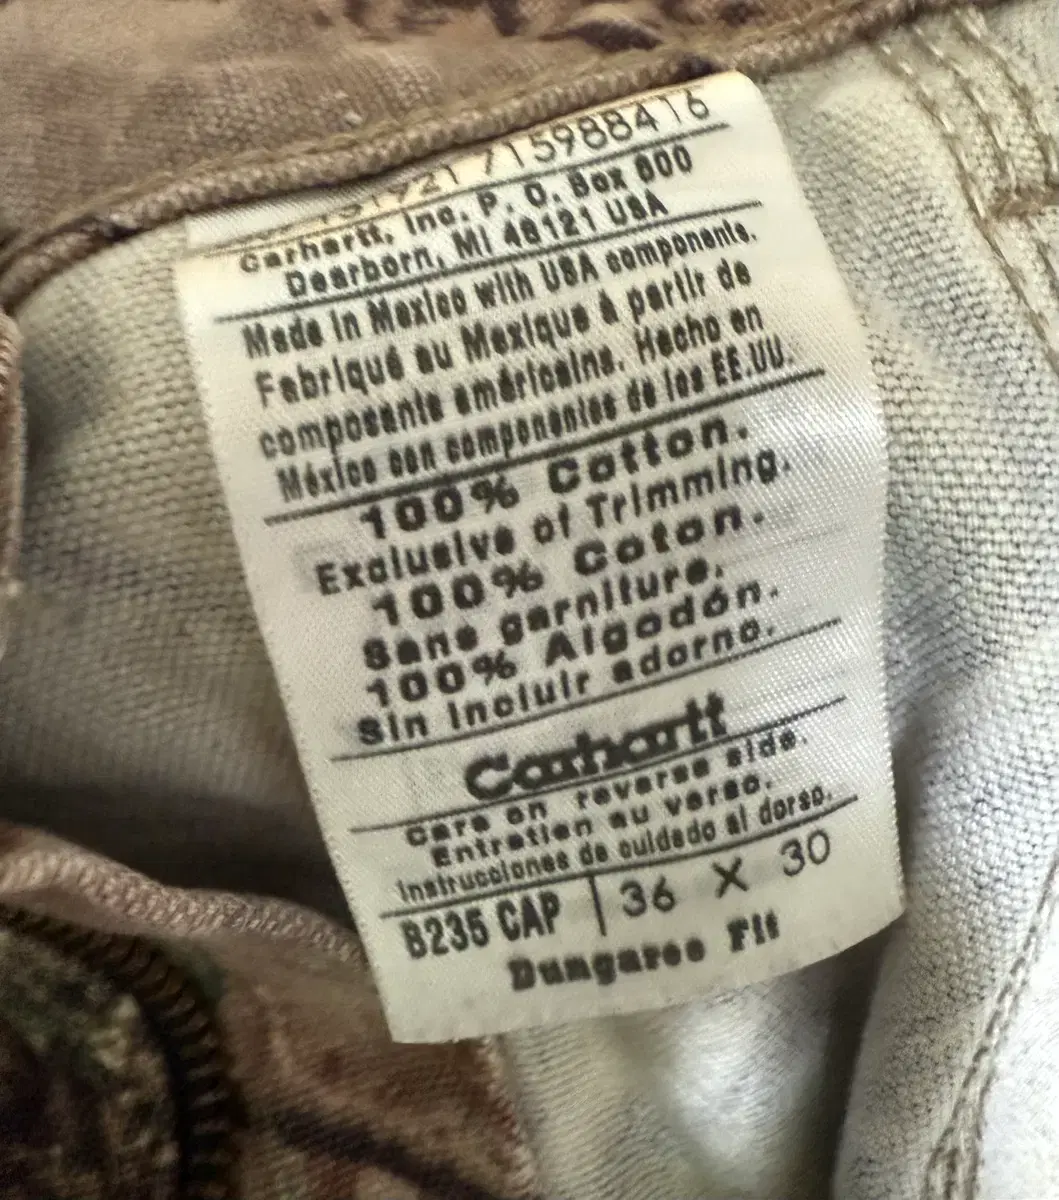 715988416
Carhartt, Inc. P. O. Box 600
Dearborn, MI 48121 USA
Made in Mexico with USA components.
Fabriqué au Mexique à partir de
composants américains. Hecho en
México con componentes de los EE.UU.
100% Cotton.
Exclusive of Trimming.
100% Coton.
Sans garniture.
100% Algodón.
Sin incluir adorno.
Carhartt
Care on reverse side.
Entretien au verso.
Instrucciones de cuidado al dorso.
B235 CAP | 36 X 30
Dungaree Fit